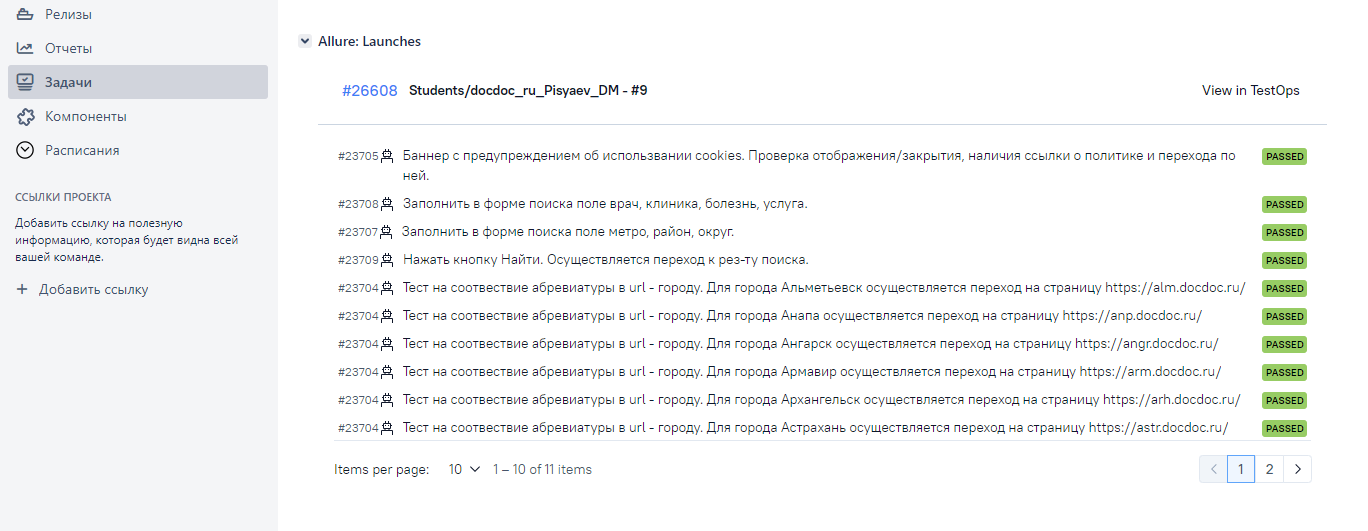 Релизы
Отчеты
Задачи
Компоненты
Расписания
ССЫЛКИ ПРОЕКТА
Добавить ссылку на полезную
информацию, которая будет видна всей
вашей команде.
+ Добавить ссылку
Allure: Launches
#26608 Students/docdoc_ru_Pisyaev_DM - #9 View in TestOps
#23705 Баннер с предупреждением об использвании cookies. Проверка отображения/закрытия, наличия ссылки о политике и перехода по PASSED
ней.
#23708 Заполнить в форме поиска поле врач, клиника, болезнь, услуга. PASSED
#23707 Заполнить в форме поиска поле метро, район, округ. PASSED
#23709 Нажать кнопку Найти. Осуществляется переход к рез-ту поиска. PASSED
#23704 Тест на соотвествие абревиатуры в url - городу. Для города Альметьевск осуществляется переход на страницу https://alm.docdoc.ru/ PASSED
#23704 Тест на соотвествие абревиатуры в url - городу. Для города Анапа осуществляется переход на страницу https://anp.docdoc.ru/ PASSED
#23704 Тест на соотвествие абревиатуры в url - городу. Для города Ангарск осуществляется переход на страницу https://angr.docdoc.ru/ PASSED
#23704 Тест на соотвествие абревиатуры в url - городу. Для города Армавир осуществляется переход на страницу https://arm.docdoc.ru/ PASSED
#23704 Тест на соотвествие абревиатуры в url - городу. Для города Архангельск осуществляется переход на страницу https://arh.docdoc.ru/ PASSED
#23704 Тест на соотвествие абревиатуры в url - городу. Для города Астрахань осуществляется переход на страницу https://astr.docdoc.ru/ PASSED
Items per page: 10 1 – 10 of 11 items < 1 2 >